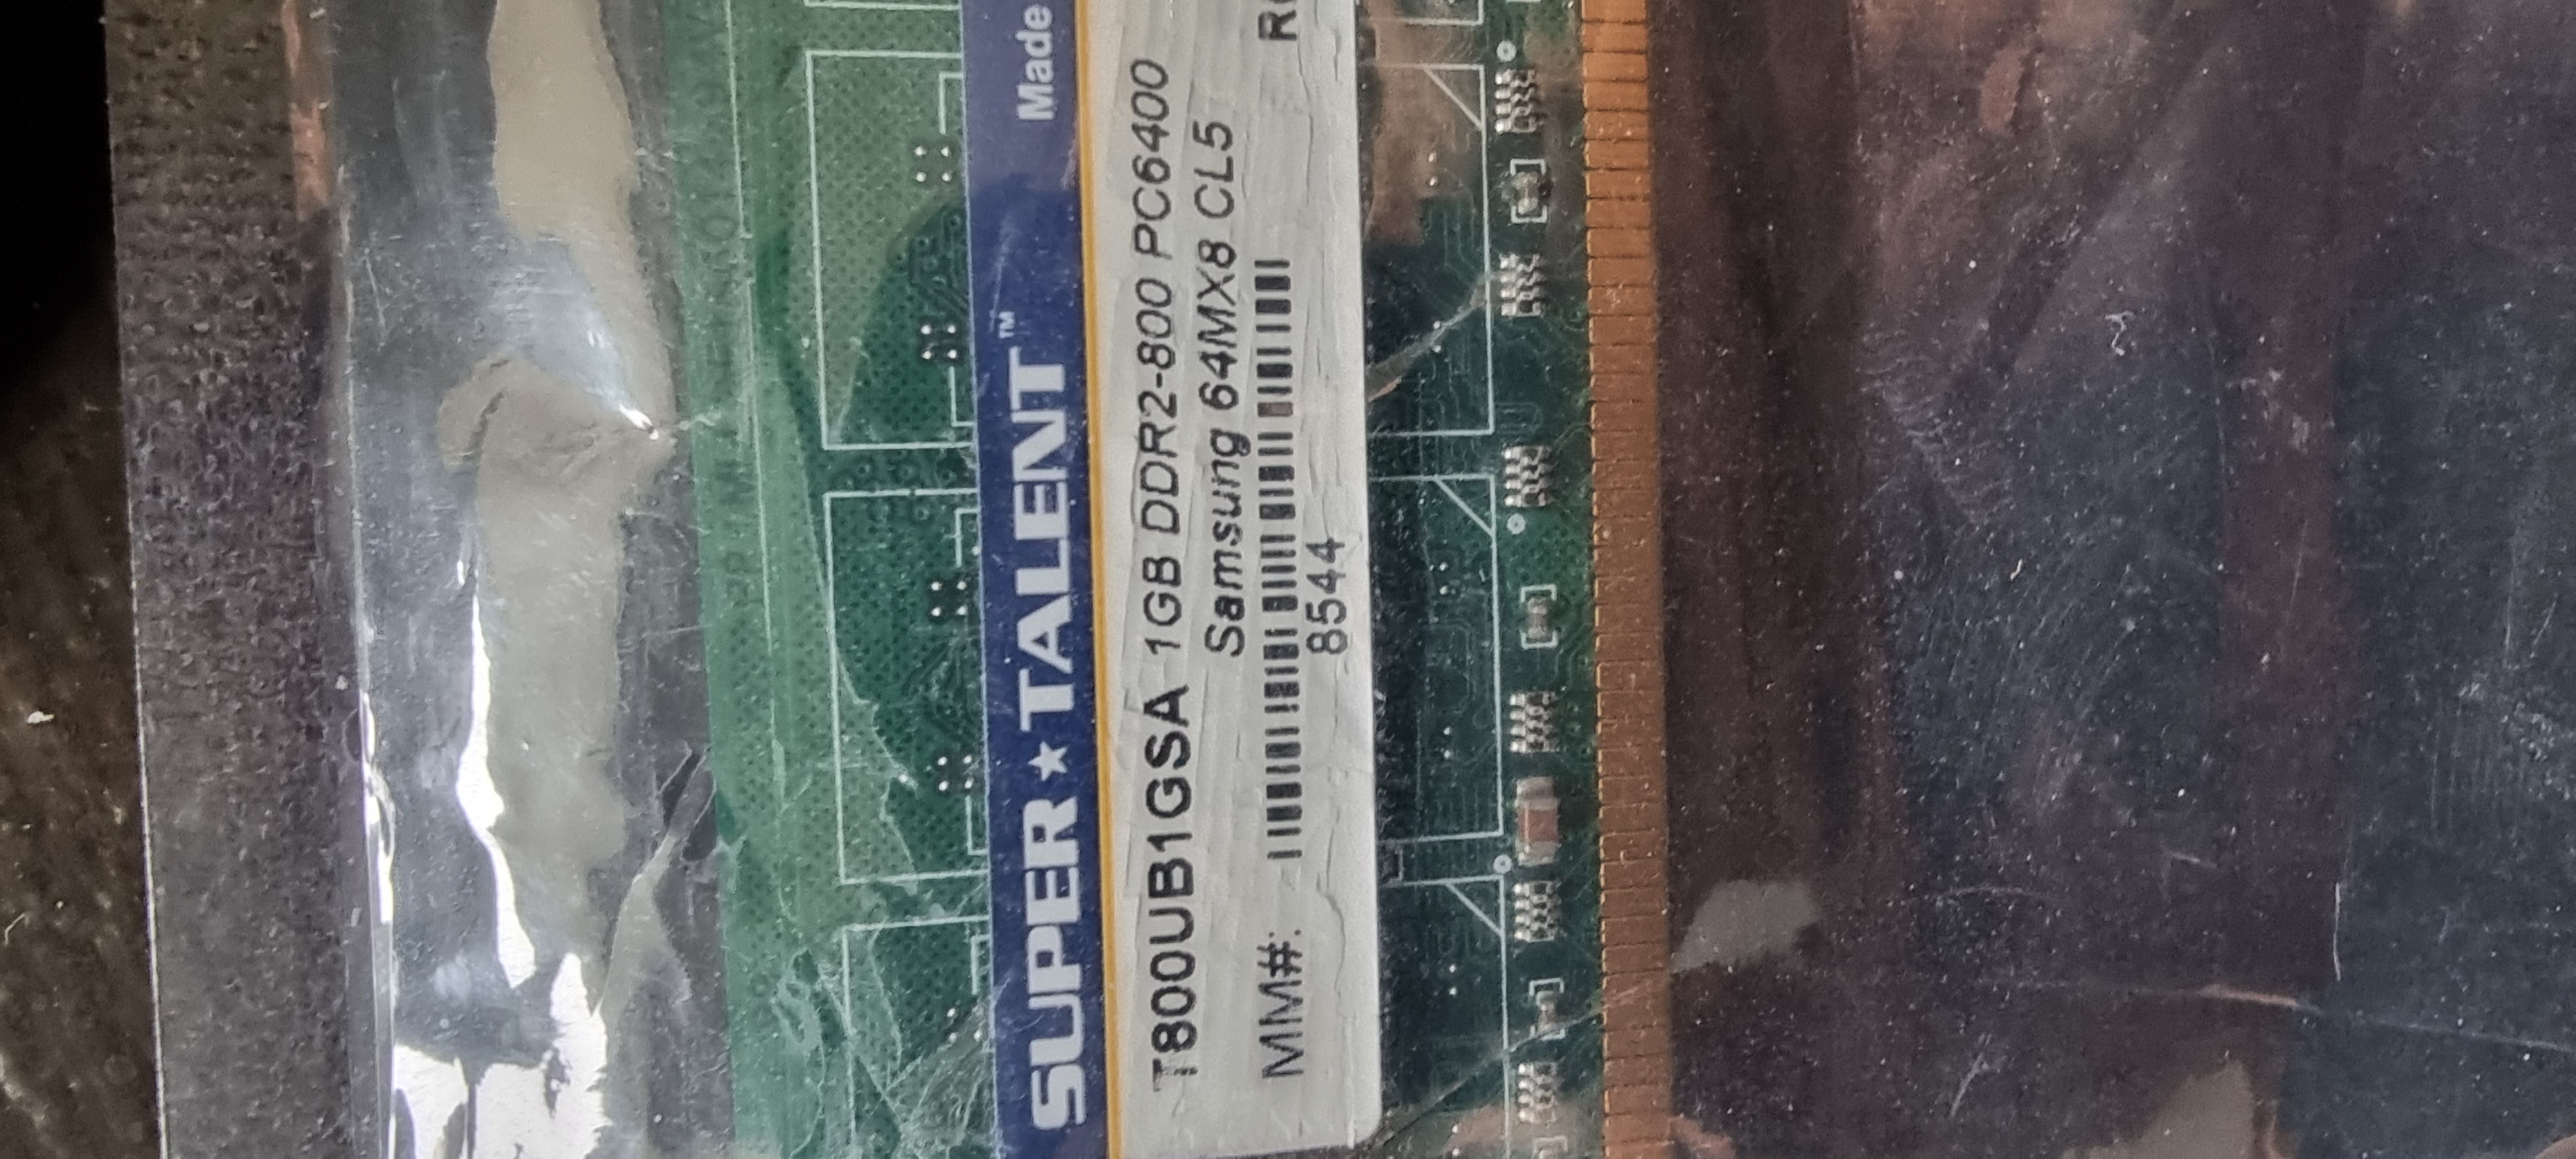 SUPER★TALENT™ Made
T800UB1GSA 1GB DDR2-800 PC6400
Samsung 64MX8 CL5
MM#:
8544